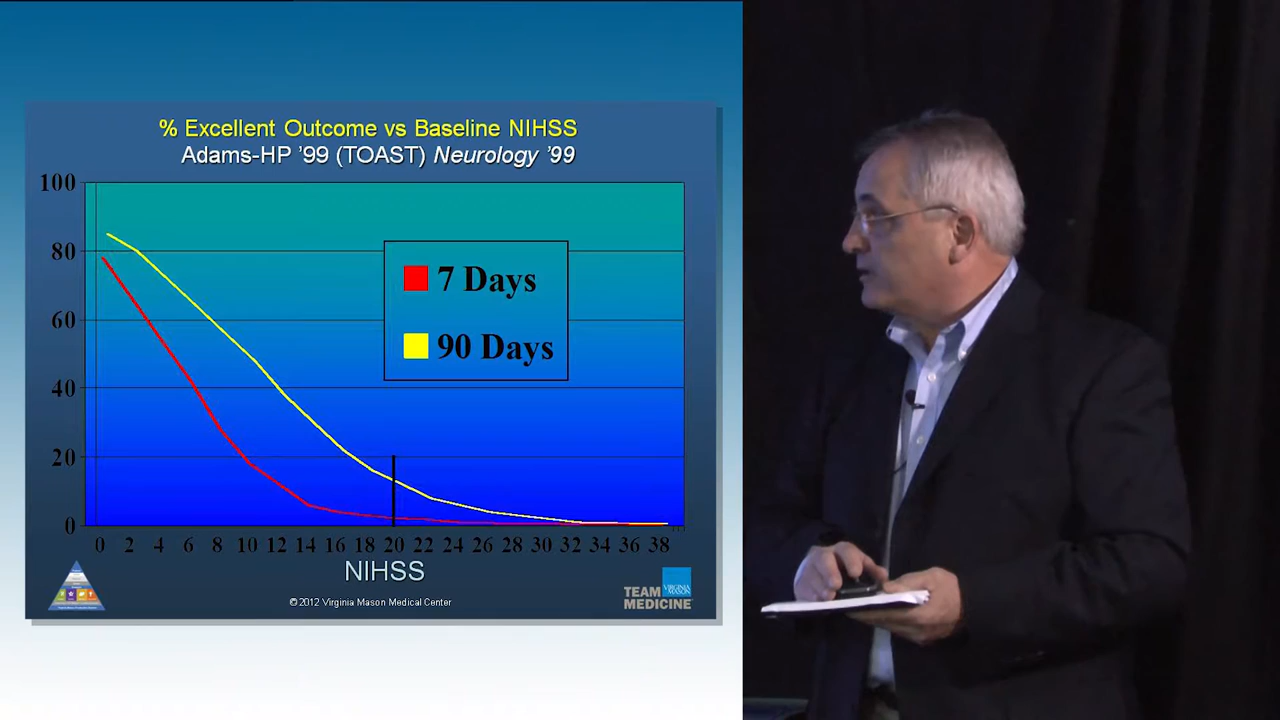 % Excellent Outcome vs Baseline NIHSS
Adams-HP ’99 (TOAST) Neurology ’99
100
80
60
40
20
0
7 Days
90 Days
0 2 4 6 8 10 12 14 16 18 20 22 24 26 28 30 32 34 36 38
NIHSS
©2012 Virginia Mason Medical Center
TEAM
MEDICINE
VIRGINIA
MASON